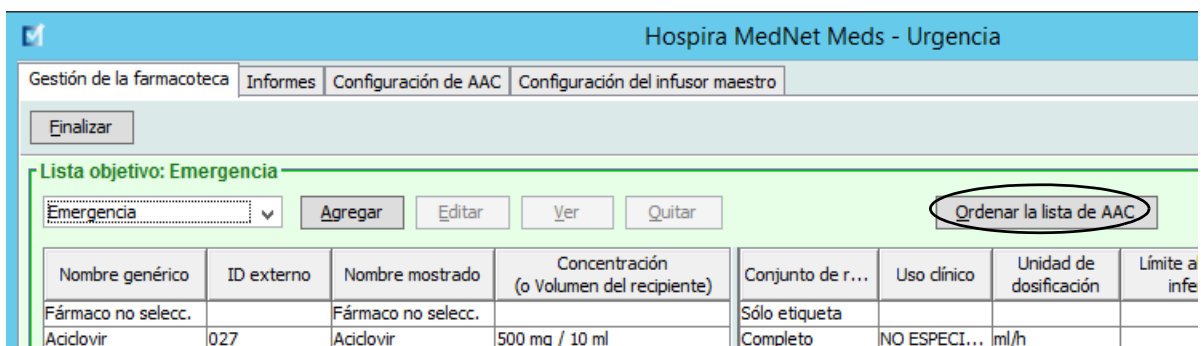 Hospira MedNet Meds - Urgencia
Gestión de la farmacoteca Informes Configuración de AAC Configuración del infusor maestro
Finalizar
Lista objetivo: Emergencia
Emergencia Agregar Editar Ver Quitar Ordenar la lista de AAC
Nombre genérico ID externo Nombre mostrado Concentración (o Volumen del recipiente) Conjunto de r... Uso clínico Unidad de dosificación Límite infe
Fármaco no selecc. Fármaco no selecc. Sólo etiqueta
Aciclovir 027 Aciclovir 500 mg / 10 ml Completo NO ESPECI... ml/h